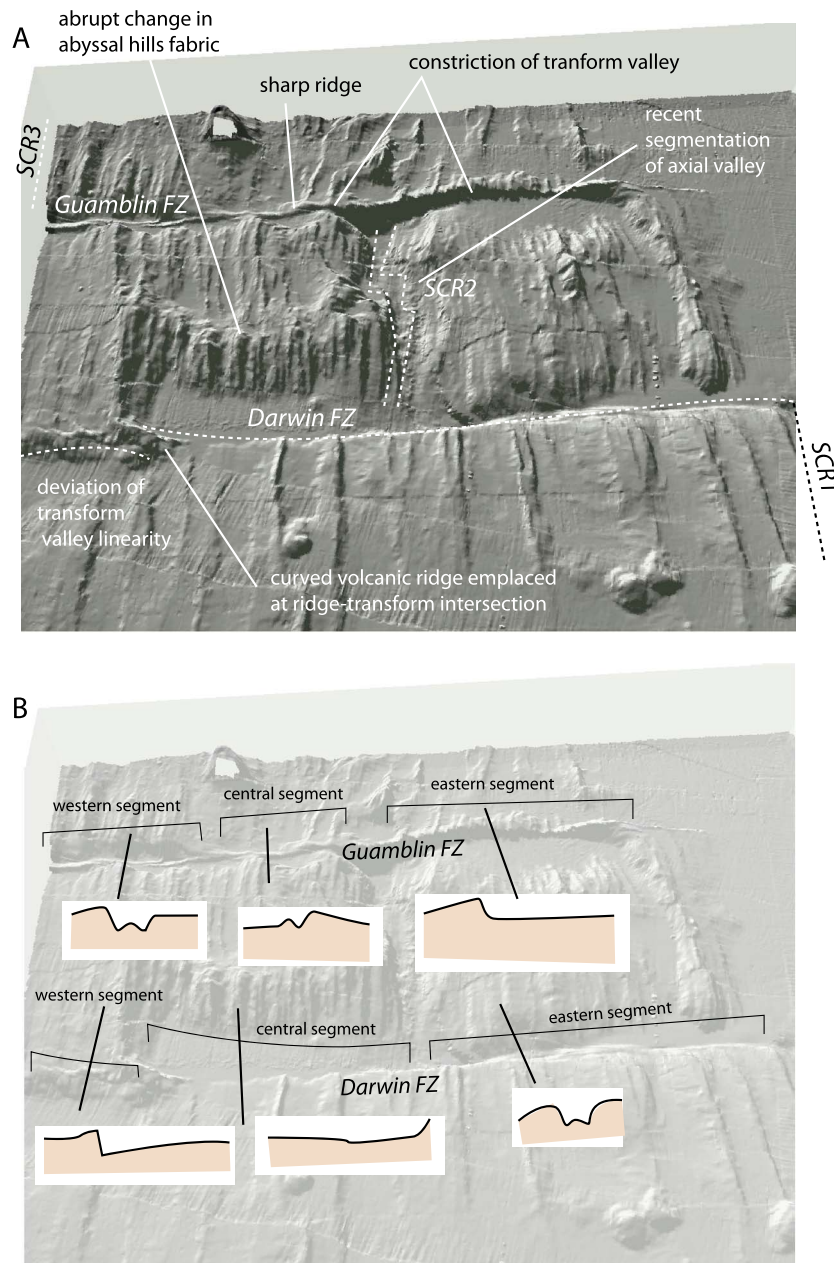 A
abrupt change in
abyssal hills fabric
sharp ridge
constriction of tranform valley
recent
segmentation
of axial valley
SCR3
Guamblin FZ
SCR2
Darwin FZ
SCR1
deviation of
transform
valley linearity
curved volcanic ridge emplaced
at ridge-transform intersection
B
western segment
central segment
eastern segment
Guamblin FZ
western segment
central segment
eastern segment
Darwin FZ